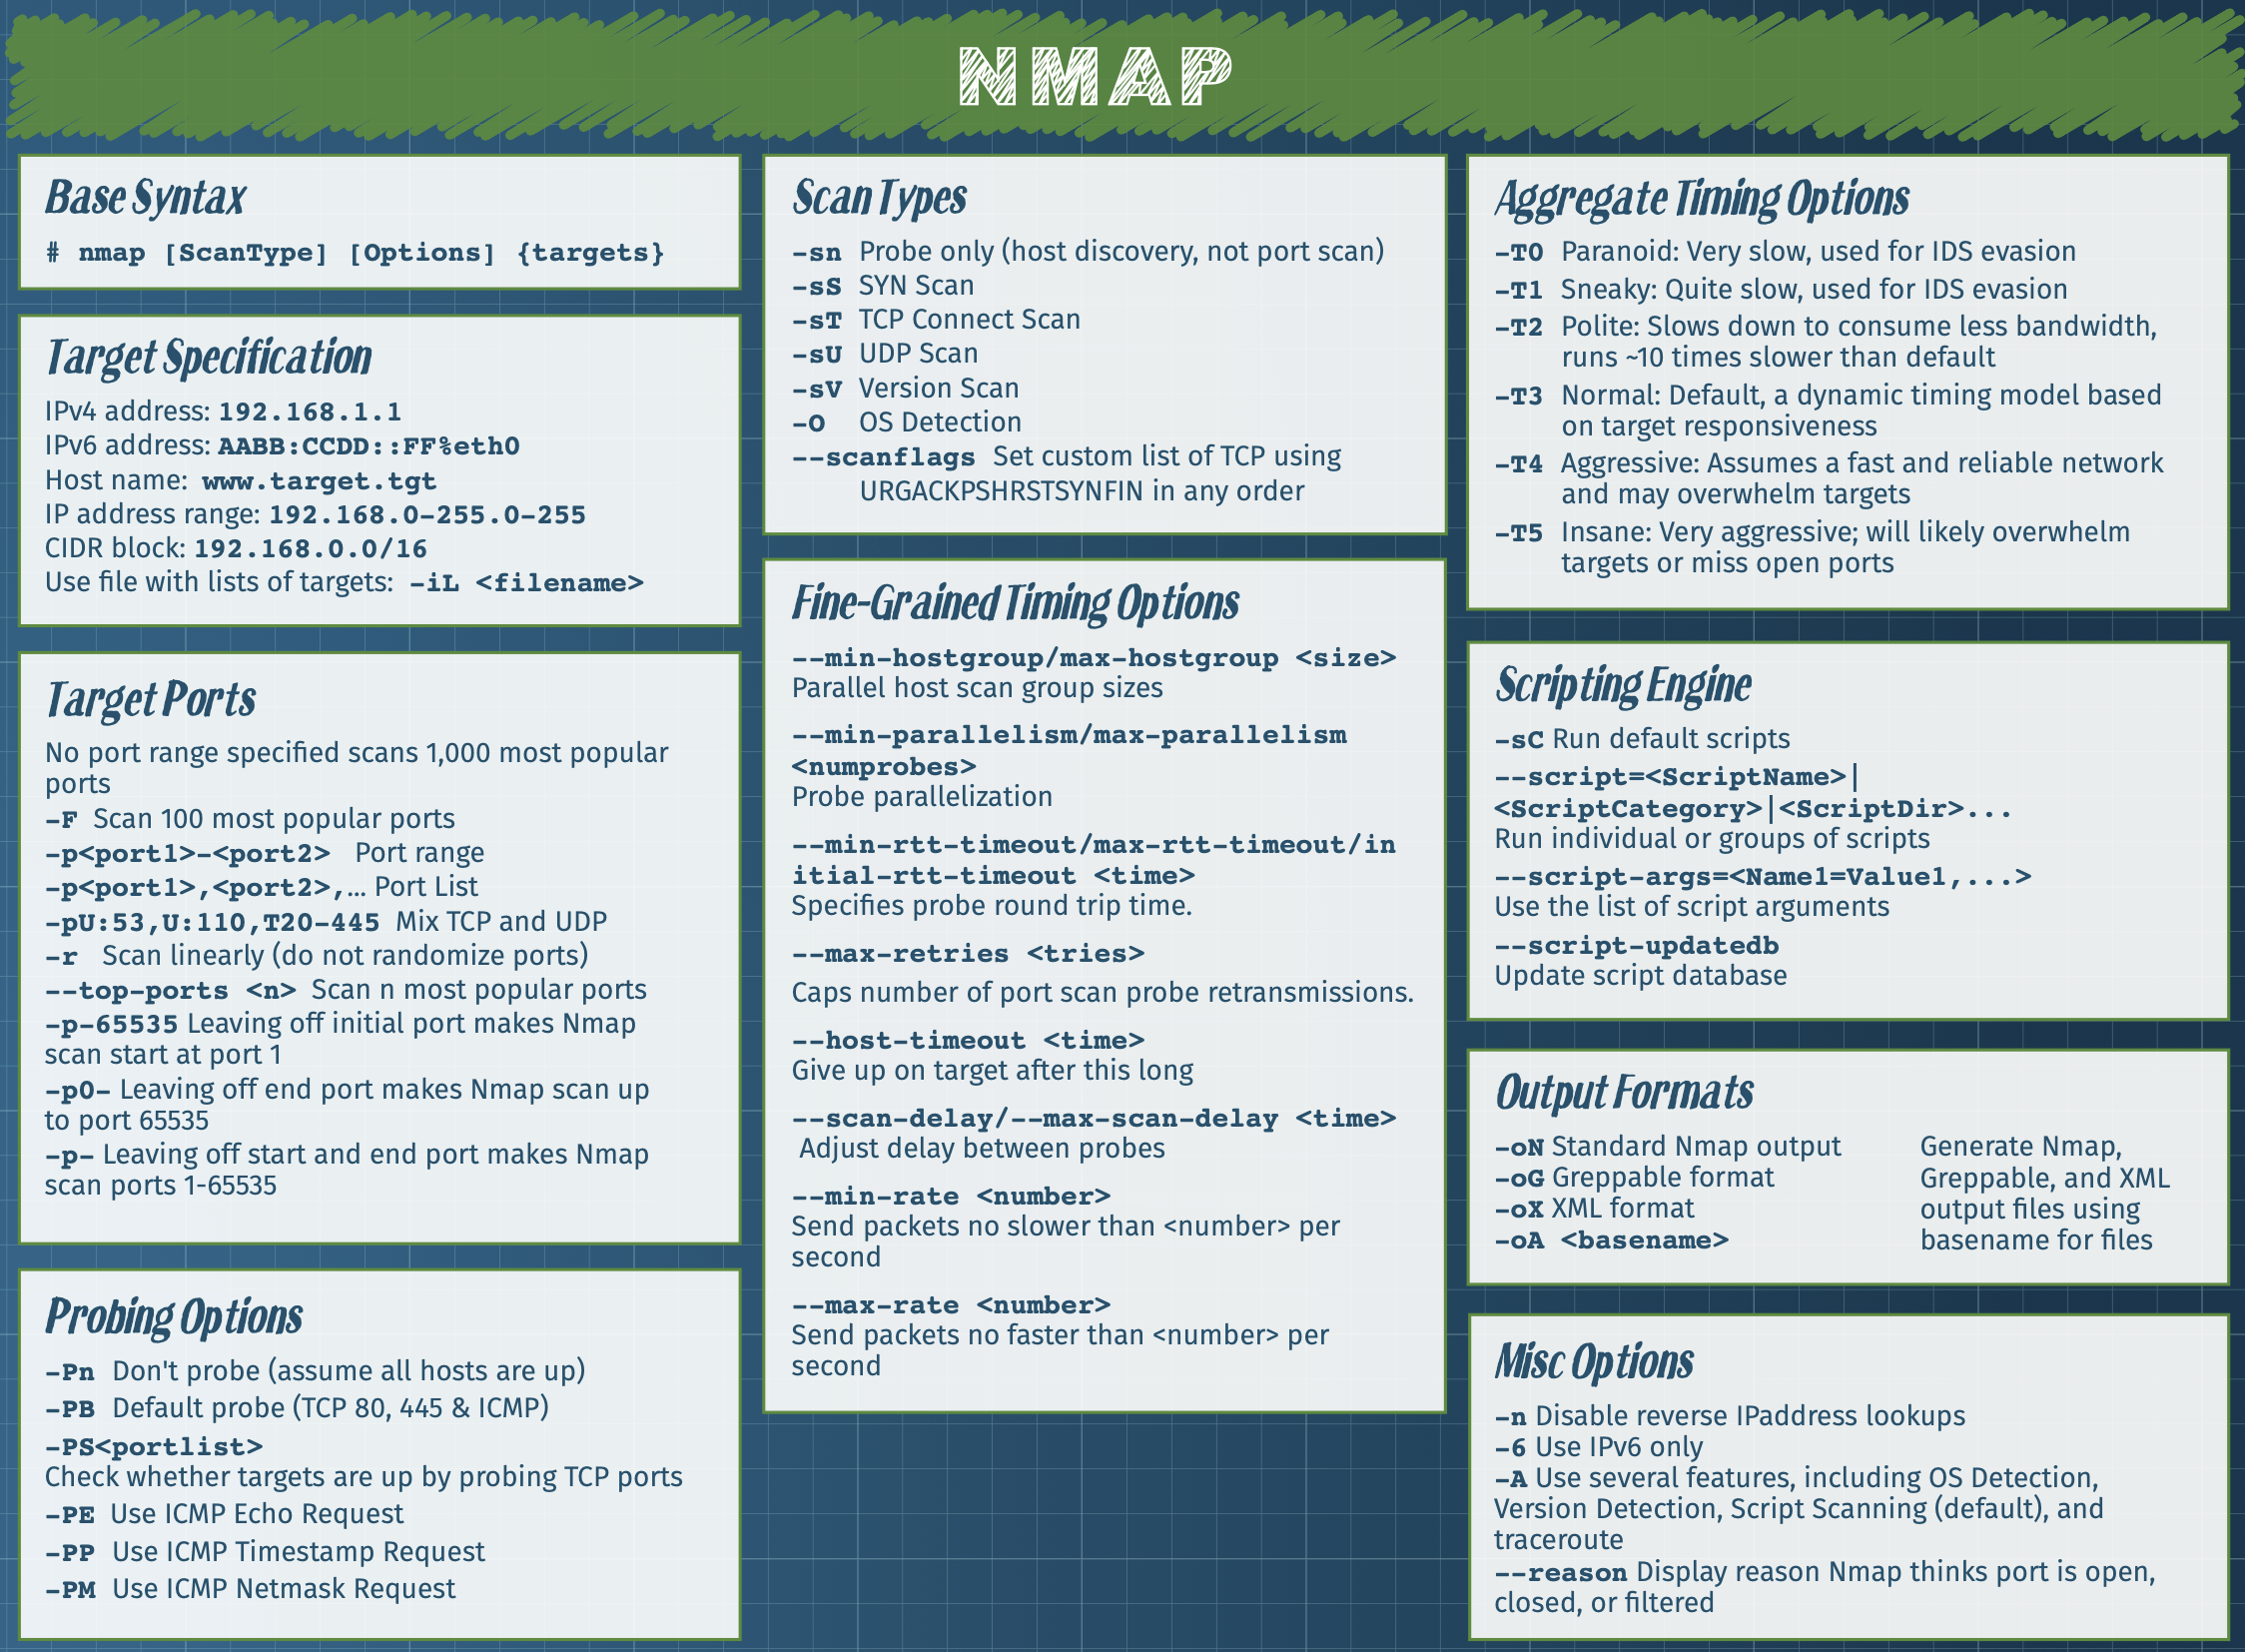 NMAP
Base Syntax
# nmap [ScanType] [Options] {targets}
Target Specification
IPv4 address: 192.168.1.1
IPv6 address: AABB:CCDD::FF%eth0
Host name: www.target.tgt
IP address range: 192.168.0-255.0-255
CIDR block: 192.168.0.0/16
Use file with lists of targets: -iL <filename>
Target Ports
No port range specified scans 1,000 most popular
ports
-F Scan 100 most popular ports
-p<port1>-<port2> Port range
-p<port1>,<port2>,... Port List
-pU:53,U:110,T20-445 Mix TCP and UDP
-r Scan linearly (do not randomize ports)
--top-ports <n> Scan n most popular ports
-p-65535 Leaving off initial port makes Nmap
scan start at port 1
-p0- Leaving off end port makes Nmap scan up
to port 65535
-p- Leaving off start and end port makes Nmap
scan ports 1-65535
Probing Options
-Pn Don't probe (assume all hosts are up)
-PB Default probe (TCP 80, 445 & ICMP)
-PS<portlist>
Check whether targets are up by probing TCP ports
-PE Use ICMP Echo Request
-PP Use ICMP Timestamp Request
-PM Use ICMP Netmask Request
Scan Types
-sn Probe only (host discovery, not port scan)
-sS SYN Scan
-sT TCP Connect Scan
-sU UDP Scan
-sV Version Scan
-O OS Detection
--scanflags Set custom list of TCP using
URGACKPSHRSTSYNFIN in any order
Fine-Grained Timing Options
--min-hostgroup/max-hostgroup <size>
Parallel host scan group sizes
--min-parallelism/max-parallelism
<numprobes>
Probe parallelization
--min-rtt-timeout/max-rtt-timeout/in
itial-rtt-timeout <time>
Specifies probe round trip time.
--max-retries <tries>
Caps number of port scan probe retransmissions.
--host-timeout <time>
Give up on target after this long
--scan-delay/--max-scan-delay <time>
Adjust delay between probes
--min-rate <number>
Send packets no slower than <number> per
second
--max-rate <number>
Send packets no faster than <number> per
second
Aggregate Timing Options
-T0 Paranoid: Very slow, used for IDS evasion
-T1 Sneaky: Quite slow, used for IDS evasion
-T2 Polite: Slows down to consume less bandwidth,
runs ~10 times slower than default
-T3 Normal: Default, a dynamic timing model based
on target responsiveness
-T4 Aggressive: Assumes a fast and reliable network
and may overwhelm targets
-T5 Insane: Very aggressive; will likely overwhelm
targets or miss open ports
Scripting Engine
-sC Run default scripts
--script=<ScriptName>|
<ScriptCategory>|<ScriptDir>...
Run individual or groups of scripts
--script-args=<Name1=Value1,...>
Use the list of script arguments
--script-updatedb
Update script database
Output Formats
-oN Standard Nmap output
-oG Greppable format
-oX XML format
-oA <basename>
Generate Nmap,
Greppable, and XML
output files using
basename for files
Misc Options
-n Disable reverse IPaddress lookups
-6 Use IPv6 only
-A Use several features, including OS Detection,
Version Detection, Script Scanning (default), and
traceroute
--reason Display reason Nmap thinks port is open,
closed, or filtered